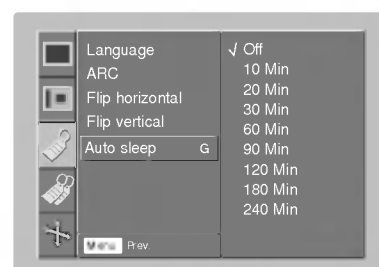 Language
ARC
Flip horizontal
Flip vertical
Auto sleep G
Menu Prev.
√ Off
10 Min
20 Min
30 Min
60 Min
90 Min
120 Min
180 Min
240 Min